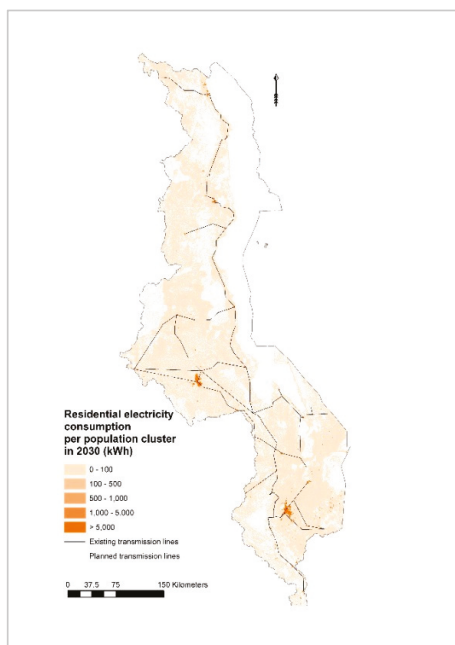 Residential electricity
consumption
per population cluster
in 2030 (kWh)
0 - 100
100 - 500
500 - 1,000
1,000 - 5,000
> 5,000
Existing transmission lines
Planned transmission lines
0 37.5 75 150 Kilometers